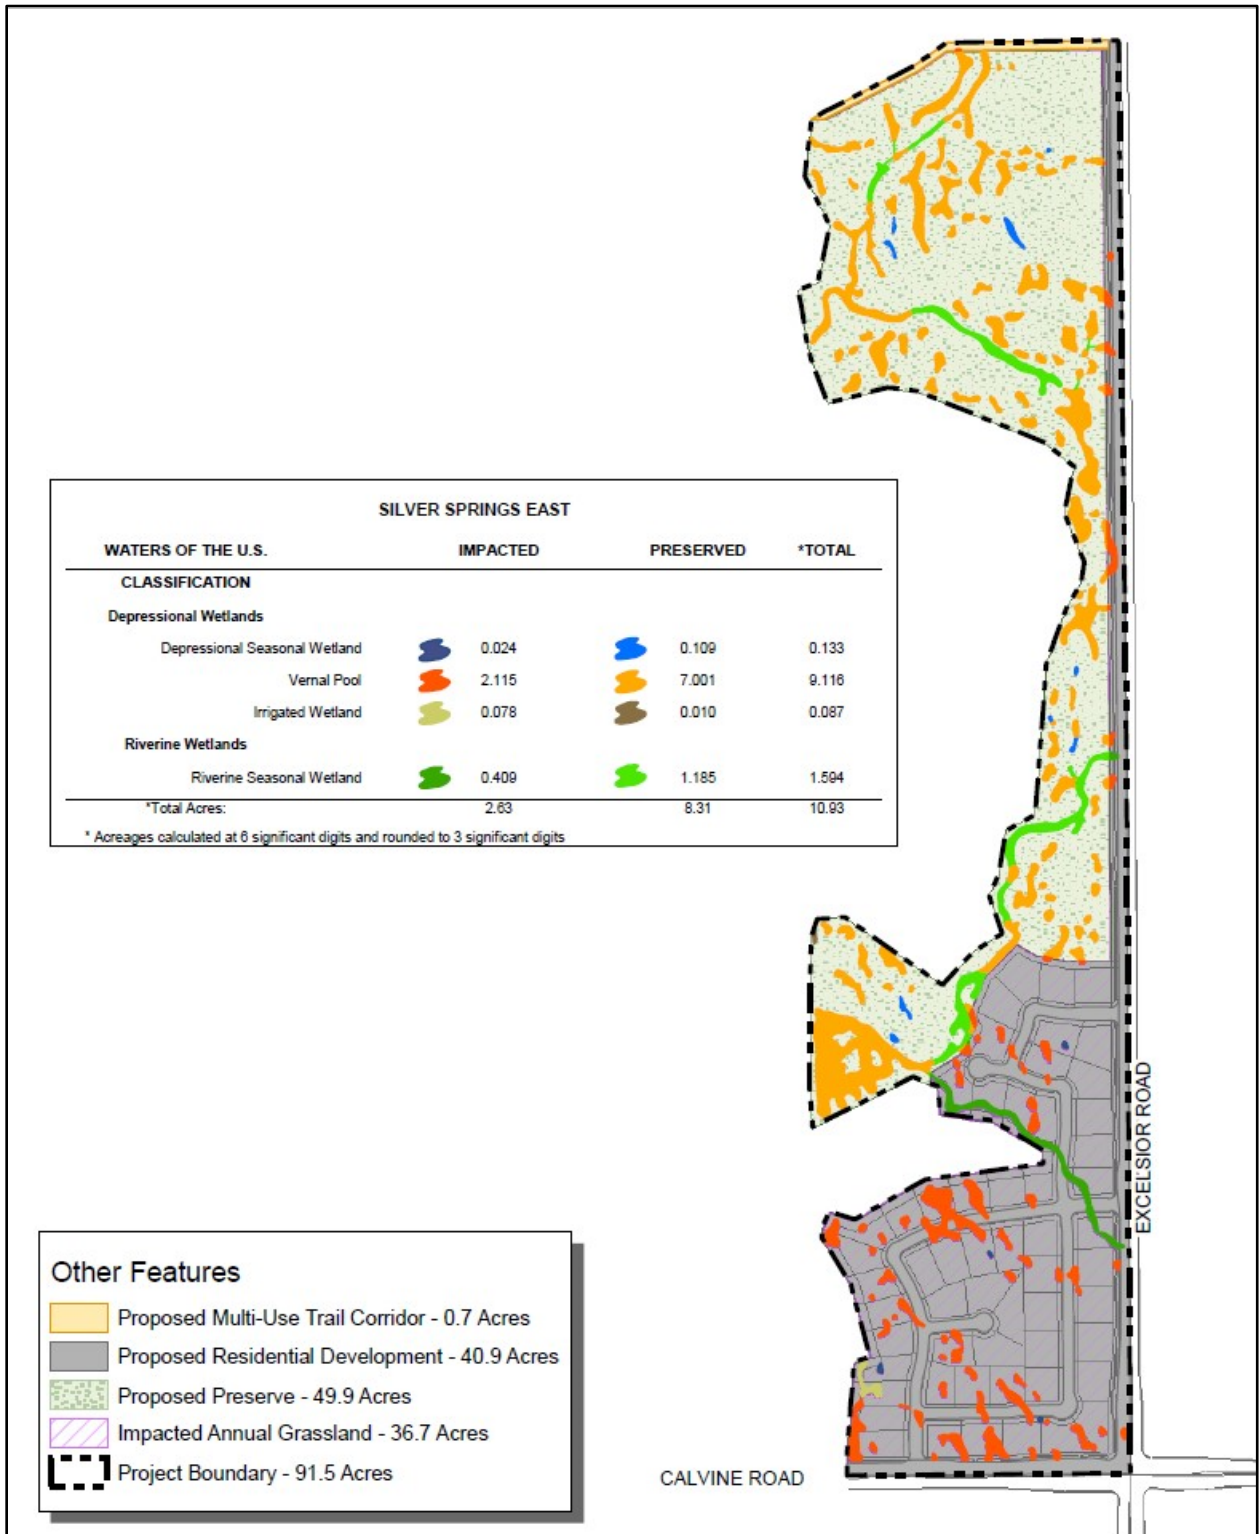 SILVER SPRINGS EAST
WATERS OF THE U.S. IMPACTED PRESERVED *TOTAL
CLASSIFICATION
Depressional Wetlands
Depressional Seasonal Wetland 0.024 0.109 0.133
Vernal Pool 2.115 7.001 9.116
Irrigated Wetland 0.078 0.010 0.087
Riverine Wetlands
Riverine Seasonal Wetland 0.409 1.185 1.594
*Total Acres: 2.63 8.31 10.93
* Acreages calculated at 6 significant digits and rounded to 3 significant digits
EXCELSIOR ROAD
Other Features
Proposed Multi-Use Trail Corridor - 0.7 Acres
Proposed Residential Development - 40.9 Acres
Proposed Preserve - 49.9 Acres
Impacted Annual Grassland - 36.7 Acres
Project Boundary - 91.5 Acres
CALVINE ROAD